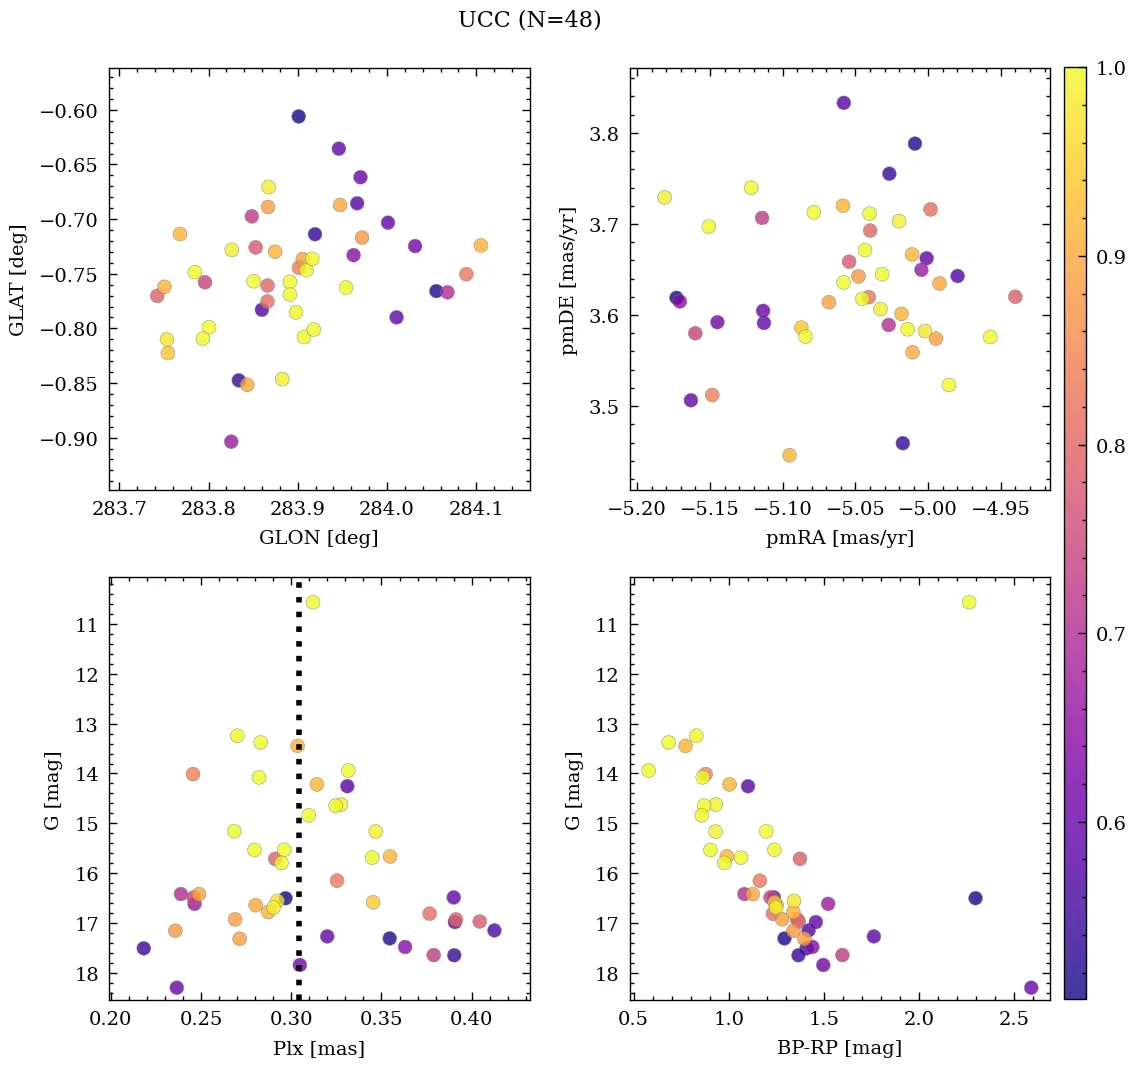 UCC (N=48)
−0.60
−0.65
−0.70
−0.75
−0.80
−0.85
−0.90
GLAT [deg]
283.7 283.8 283.9 284.0 284.1
GLON [deg]
3.8
3.7
3.6
3.5
pmDE [mas/yr]
−5.20 −5.15 −5.10 −5.05 −5.00 −4.95
pmRA [mas/yr]
11
12
13
14
15
16
17
18
G [mag]
0.20 0.25 0.30 0.35 0.40
Plx [mas]
11
12
13
14
15
16
17
18
G [mag]
0.5 1.0 1.5 2.0 2.5
BP-RP [mag]
1.0
0.9
0.8
0.7
0.6